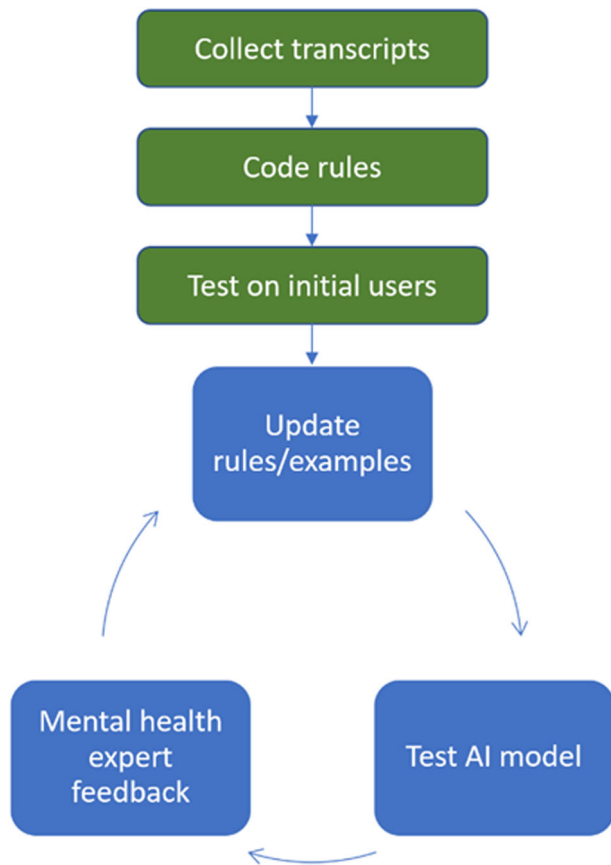 Collect transcripts
Code rules
Test on initial users
Update
rules/examples
Mental health
expert
feedback
Test AI model